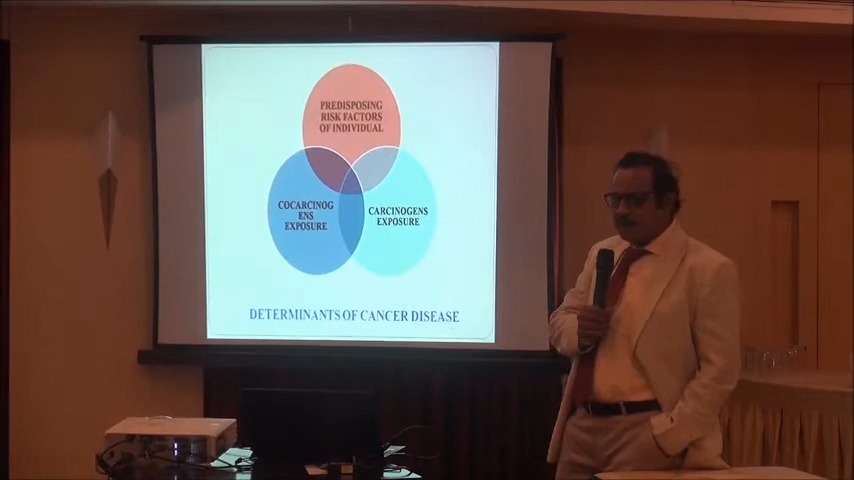 PREDISPOSING
RISK FACTORS
OF INDIVIDUAL
COCARCINOG
ENS
EXPOSURE
CARCINOGENS
EXPOSURE
DETERMINANTS OF CANCER DISEASE